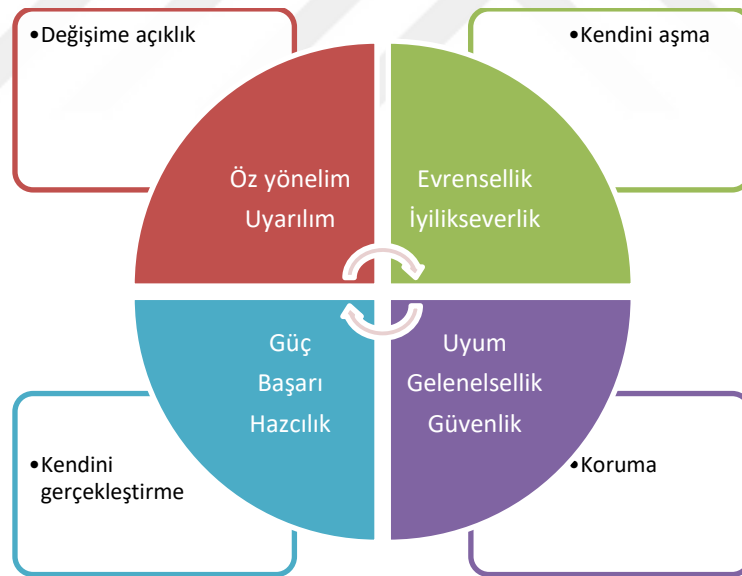 •Değişime açıklık
•Kendini aşma
Öz yönelim
Uyarılım
Evrensellik
İyilikseverlik
Güç
Başarı
Hazcılık
Uyum
Gelenelsellik
Güvenlik
•Kendini
gerçekleştirme
•Koruma